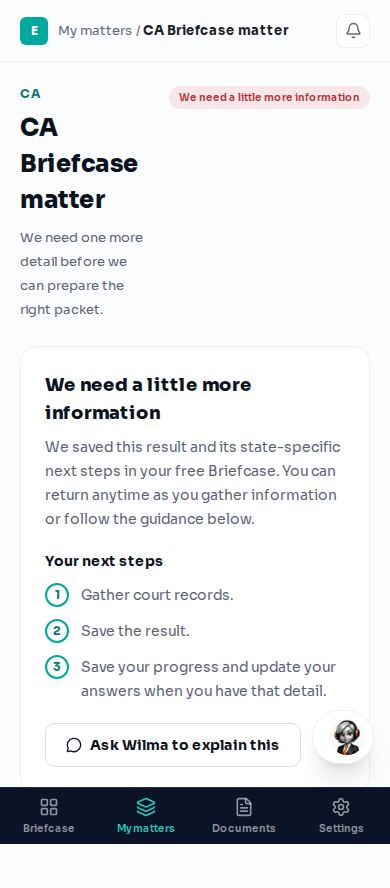 E
My matters / CA Briefcase matter
CA
We need a little more information
CA
Briefcase
matter
We need one more
detail before we
can prepare the
right packet.
We need a little more
information
We saved this result and its state-specific
next steps in your free Briefcase. You can
return anytime as you gather information
or follow the guidance below.
Your next steps
1 Gather court records.
2 Save the result.
3 Save your progress and update your
answers when you have that detail.
Ask Wilma to explain this
Briefcase My matters Documents Settings